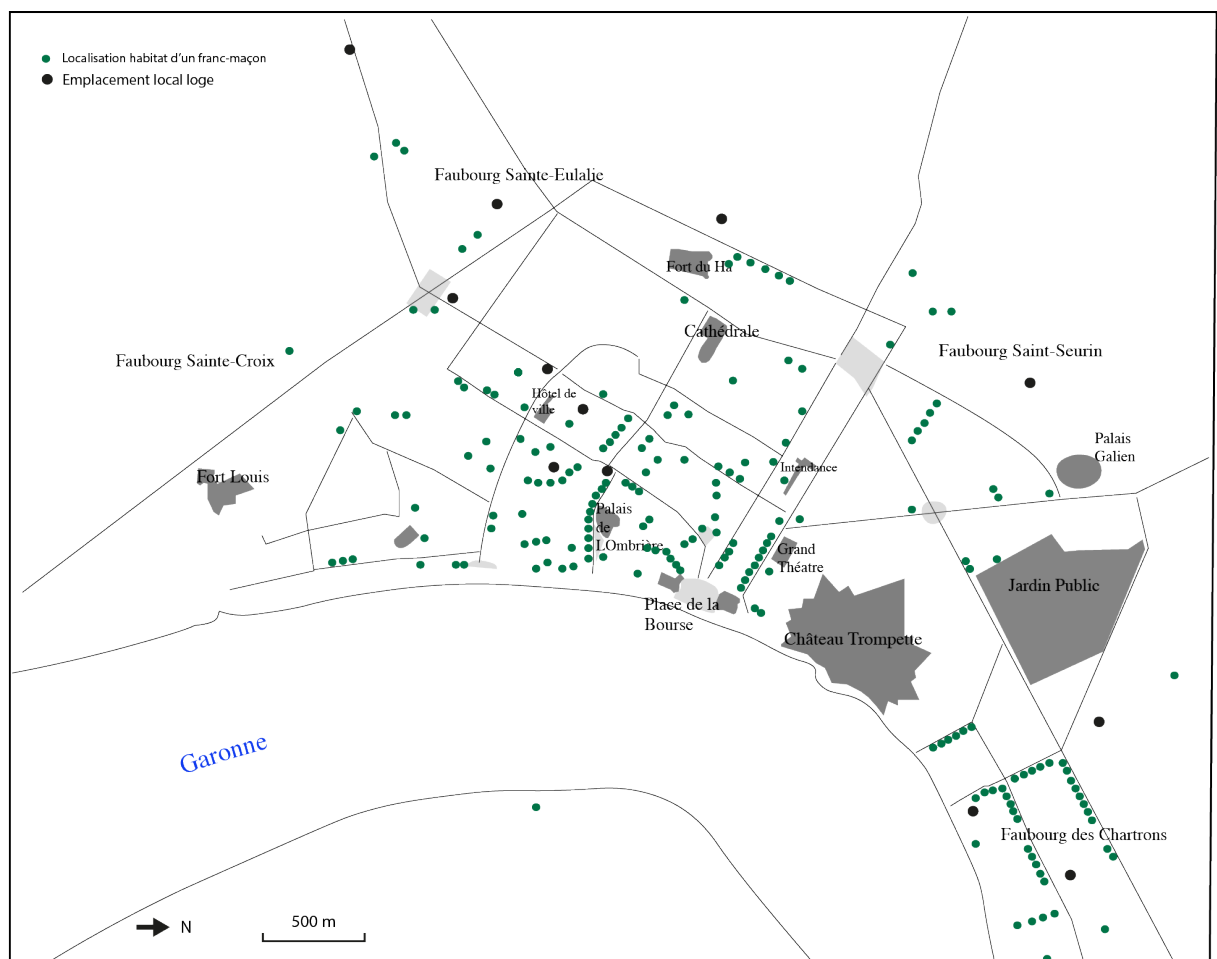 Localisation habitat d'un franc-maçon
Emplacement local loge
Faubourg Sainte-Eulalie
Fort du Ha
Cathédrale
Faubourg Saint-Seurin
Faubourg Sainte-Croix
Hôtel de
ville
Palais
Galien
Intendance
Fort Louis
Palais
de
LOmbrière
Grand
Théatre
Jardin Public
Place de la
Bourse
Château Trompette
Garonne
Faubourg des Chartrons
N
500 m